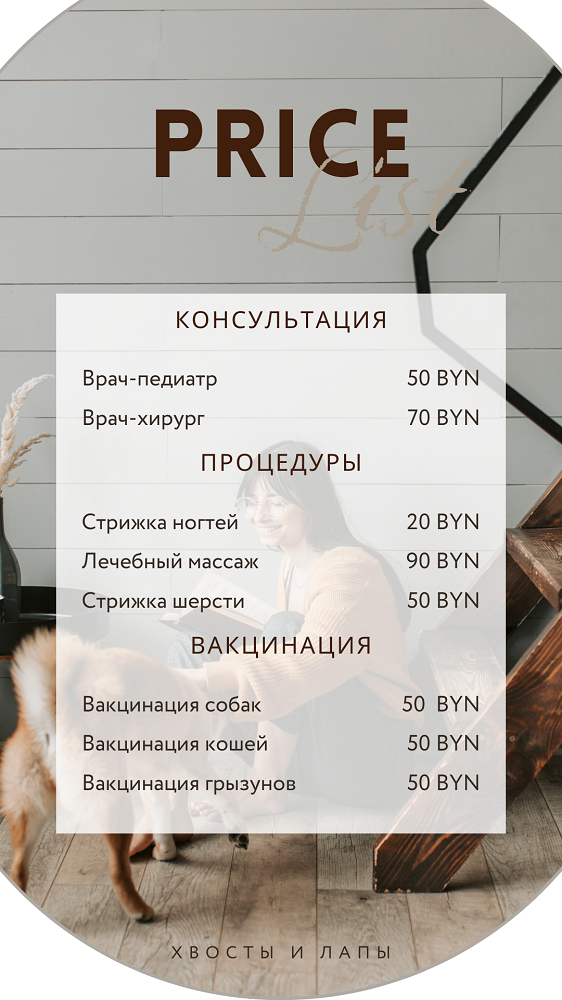 PRICE
List
КОНСУЛЬТАЦИЯ
Врач-педиатр 50 BYN
Врач-хирург 70 BYN
ПРОЦЕДУРЫ
Стрижка ногтей 20 BYN
Лечебный массаж 90 BYN
Стрижка шерсти 50 BYN
ВАКЦИНАЦИЯ
Вакцинация собак 50 BYN
Вакцинация кошей 50 BYN
Вакцинация грызунов 50 BYN
ХВОСТЫ И ЛАПЫ